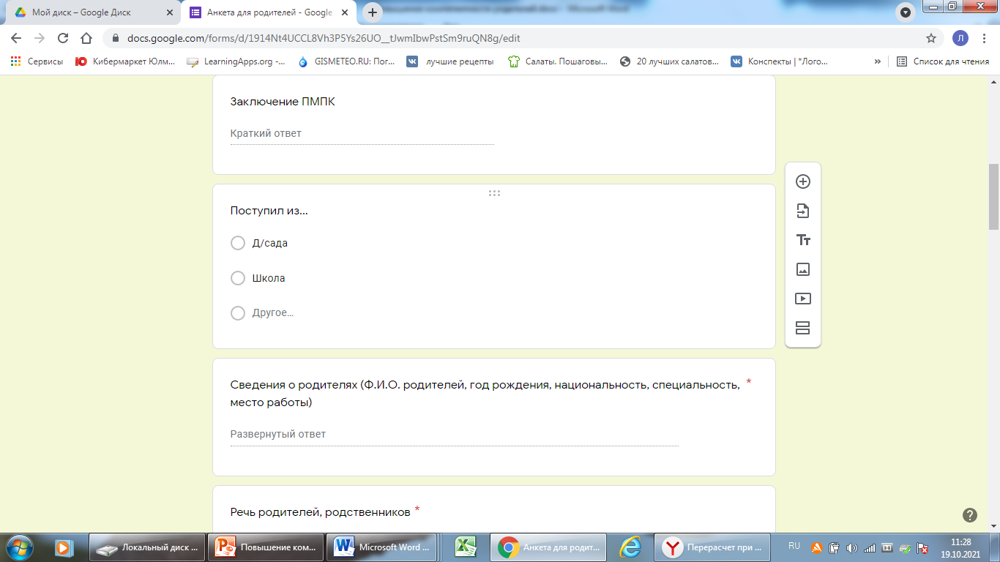 Мой диск – Google Диск
Анкета для родителей - Google
docs.google.com/forms/d/1914Nt4UCCL8Vh3P5Ys26UO__tJwmIbwPstSm9ruQN8g/edit
Л
Сервисы
Кибермаркет Юлм...
LearningApps.org -...
GISMETEO.RU: Пог...
лучшие рецепты
Салаты. Пошаговы...
20 лучших салатов...
Конспекты | *Лого...
»
Список для чтения
Заключение ПМПК
Краткий ответ
Поступил из...
Д/сада
Школа
Другое...
Сведения о родителях (Ф.И.О. родителей, год рождения, национальность, специальность, *
место работы)
Развернутый ответ
Речь родителей, родственников *
Локальный диск ...
Повышение ком...
Microsoft Word ...
Анкета для родит...
Перерасчет при ...
RU
11:28
19.10.2021